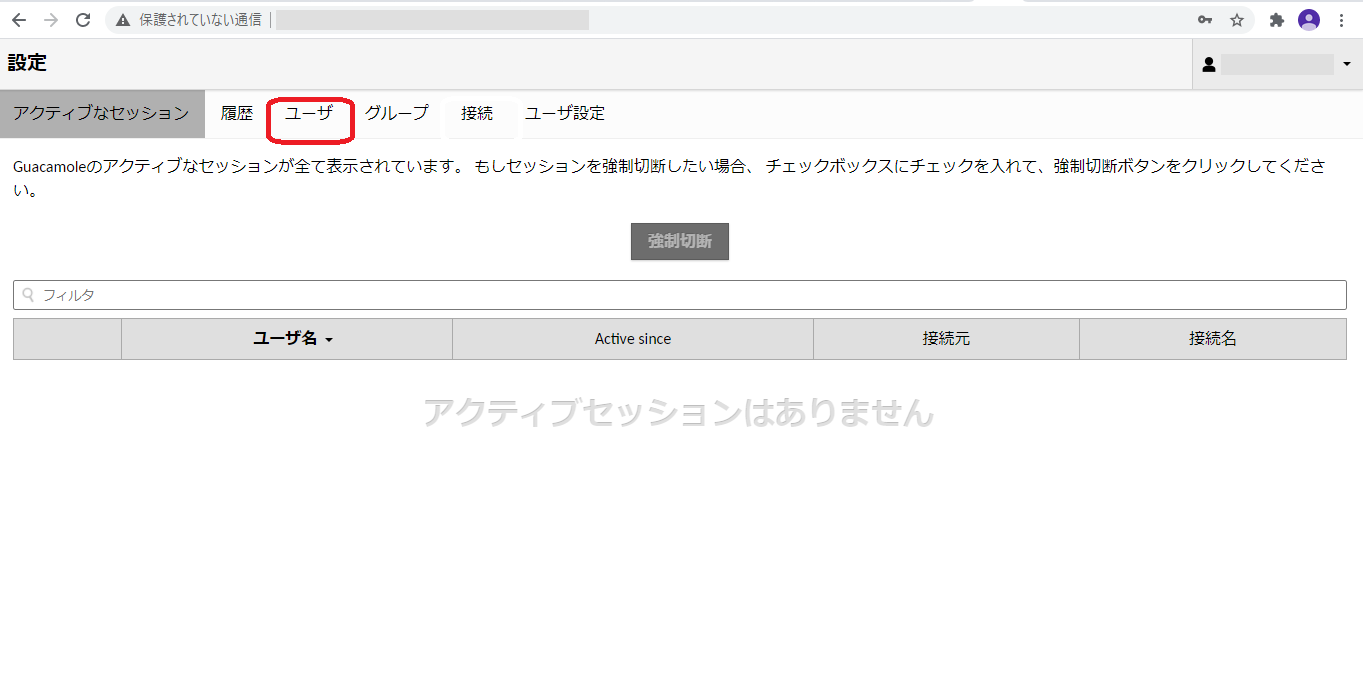 保護されていない通信
設定
アクティブなセッション 履歴 ユーザ グループ 接続 ユーザ設定
Guacamoleのアクティブなセッションが全て表示されています。 もしセッションを強制切断したい場合、 チェックボックスにチェックを入れて、強制切断ボタンをクリックしてくださ
い。
強制切断
フィルタ
ユーザ名 Active since 接続元 接続名
アクティブセッションはありません